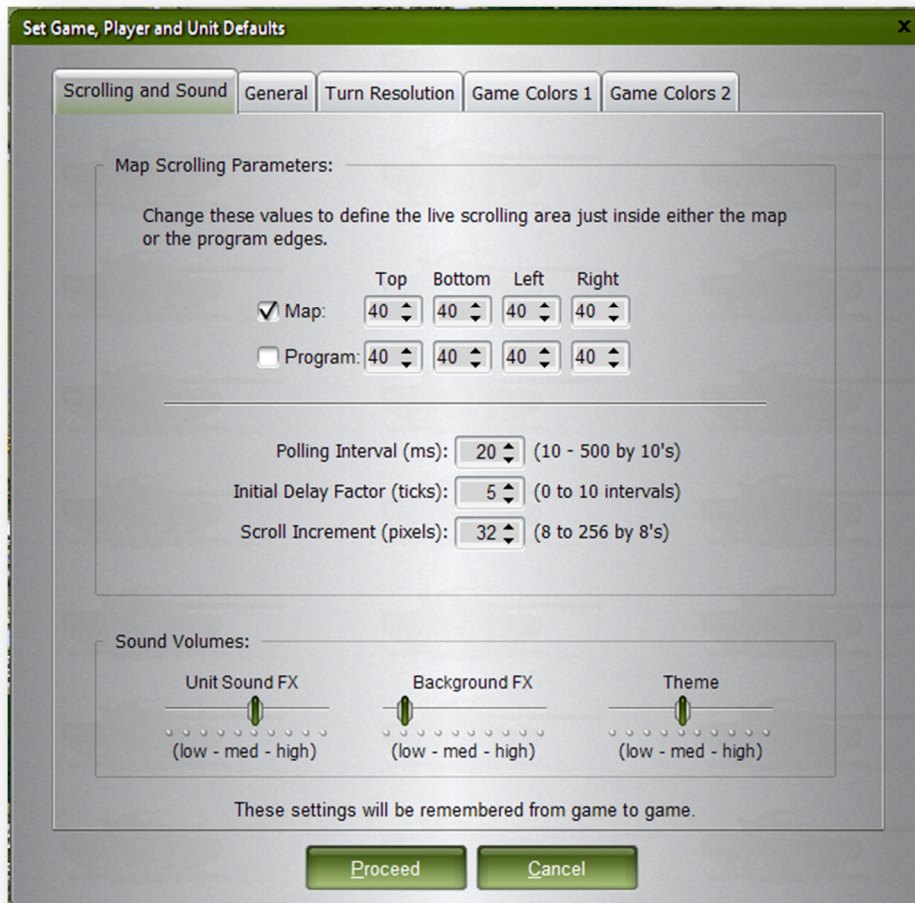 Set Game, Player and Unit Defaults
x
Scrolling and Sound General Turn Resolution Game Colors 1 Game Colors 2
Map Scrolling Parameters:
Change these values to define the live scrolling area just inside either the map
or the program edges.
Top Bottom Left Right
Map: 40 40 40 40
Program: 40 40 40 40
Polling Interval (ms): 20 (10 - 500 by 10's)
Initial Delay Factor (ticks): 5 (0 to 10 intervals)
Scroll Increment (pixels): 32 (8 to 256 by 8's)
Sound Volumes:
Unit Sound FX Background FX Theme
(low - med - high) (low - med - high) (low - med - high)
These settings will be remembered from game to game.
Proceed Cancel